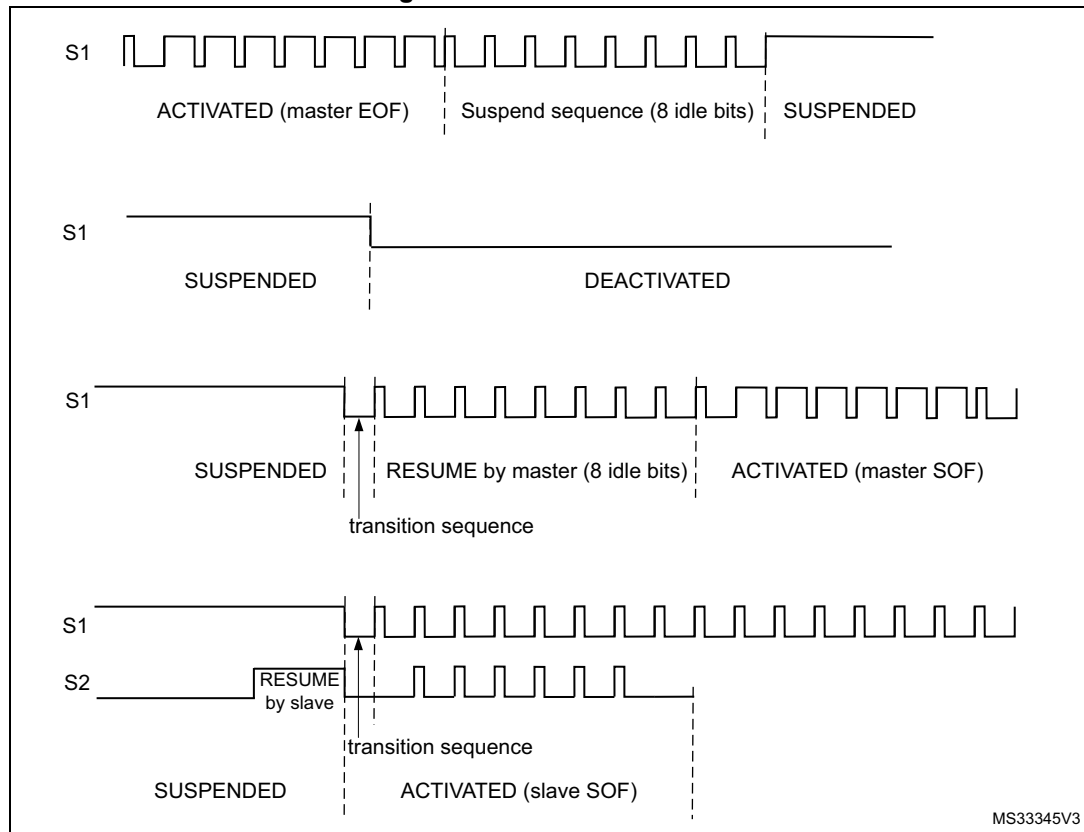 S1
ACTIVATED (master EOF) Suspend sequence (8 idle bits) SUSPENDED
S1
SUSPENDED DEACTIVATED
S1
SUSPENDED RESUME by master (8 idle bits) ACTIVATED (master SOF)
transition sequence
S1
S2 RESUME
by slave
transition sequence
SUSPENDED ACTIVATED (slave SOF)
MS33345V3